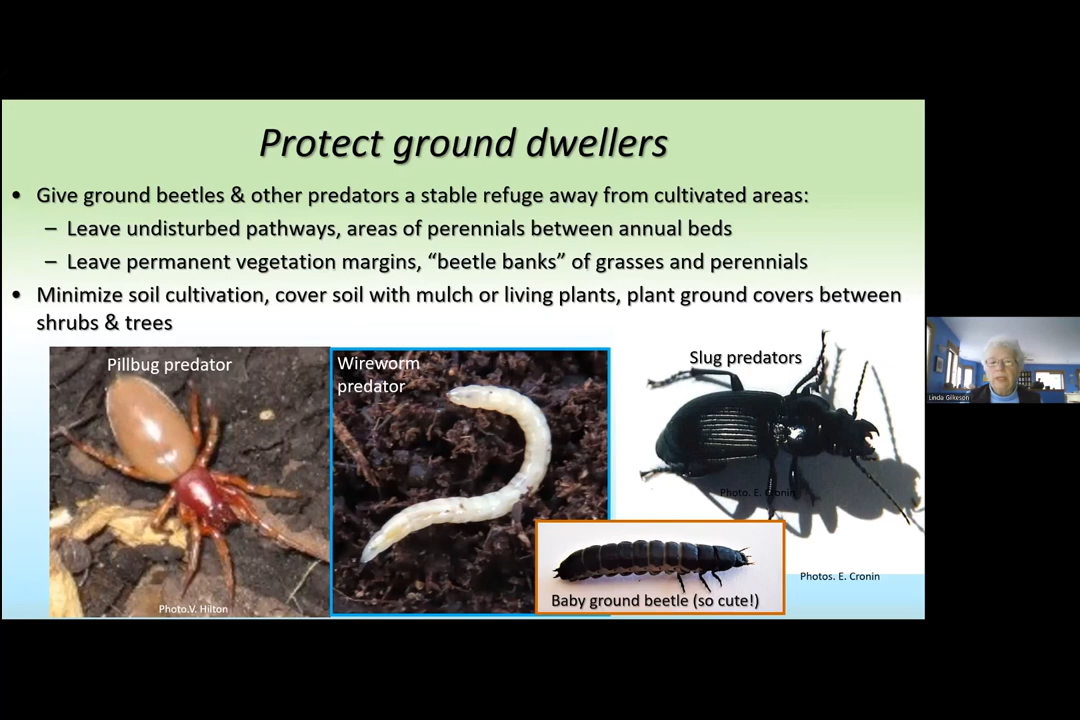 Protect ground dwellers
• Give ground beetles & other predators a stable refuge away from cultivated areas:
– Leave undisturbed pathways, areas of perennials between annual beds
– Leave permanent vegetation margins, “beetle banks” of grasses and perennials
• Minimize soil cultivation, cover soil with mulch or living plants, plant ground covers between
shrubs & trees
Pillbug predator
Wireworm
predator
Slug predators
Photo. E. Cronin
Photos. E. Cronin
Baby ground beetle (so cute!)
Photo.V. Hilton
Linda Gilkeson